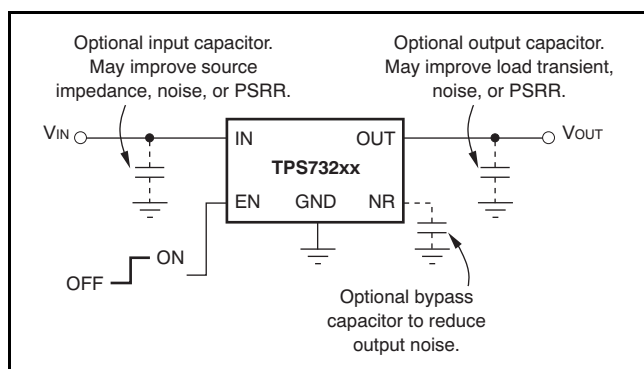 Optional input capacitor.
May improve source
impedance, noise, or PSRR.
Optional output capacitor.
May improve load transient,
noise, or PSRR.
VIN
IN
OUT
VOUT
TPS732xx
EN
GND
NR
OFF
ON
Optional bypass
capacitor to reduce
output noise.